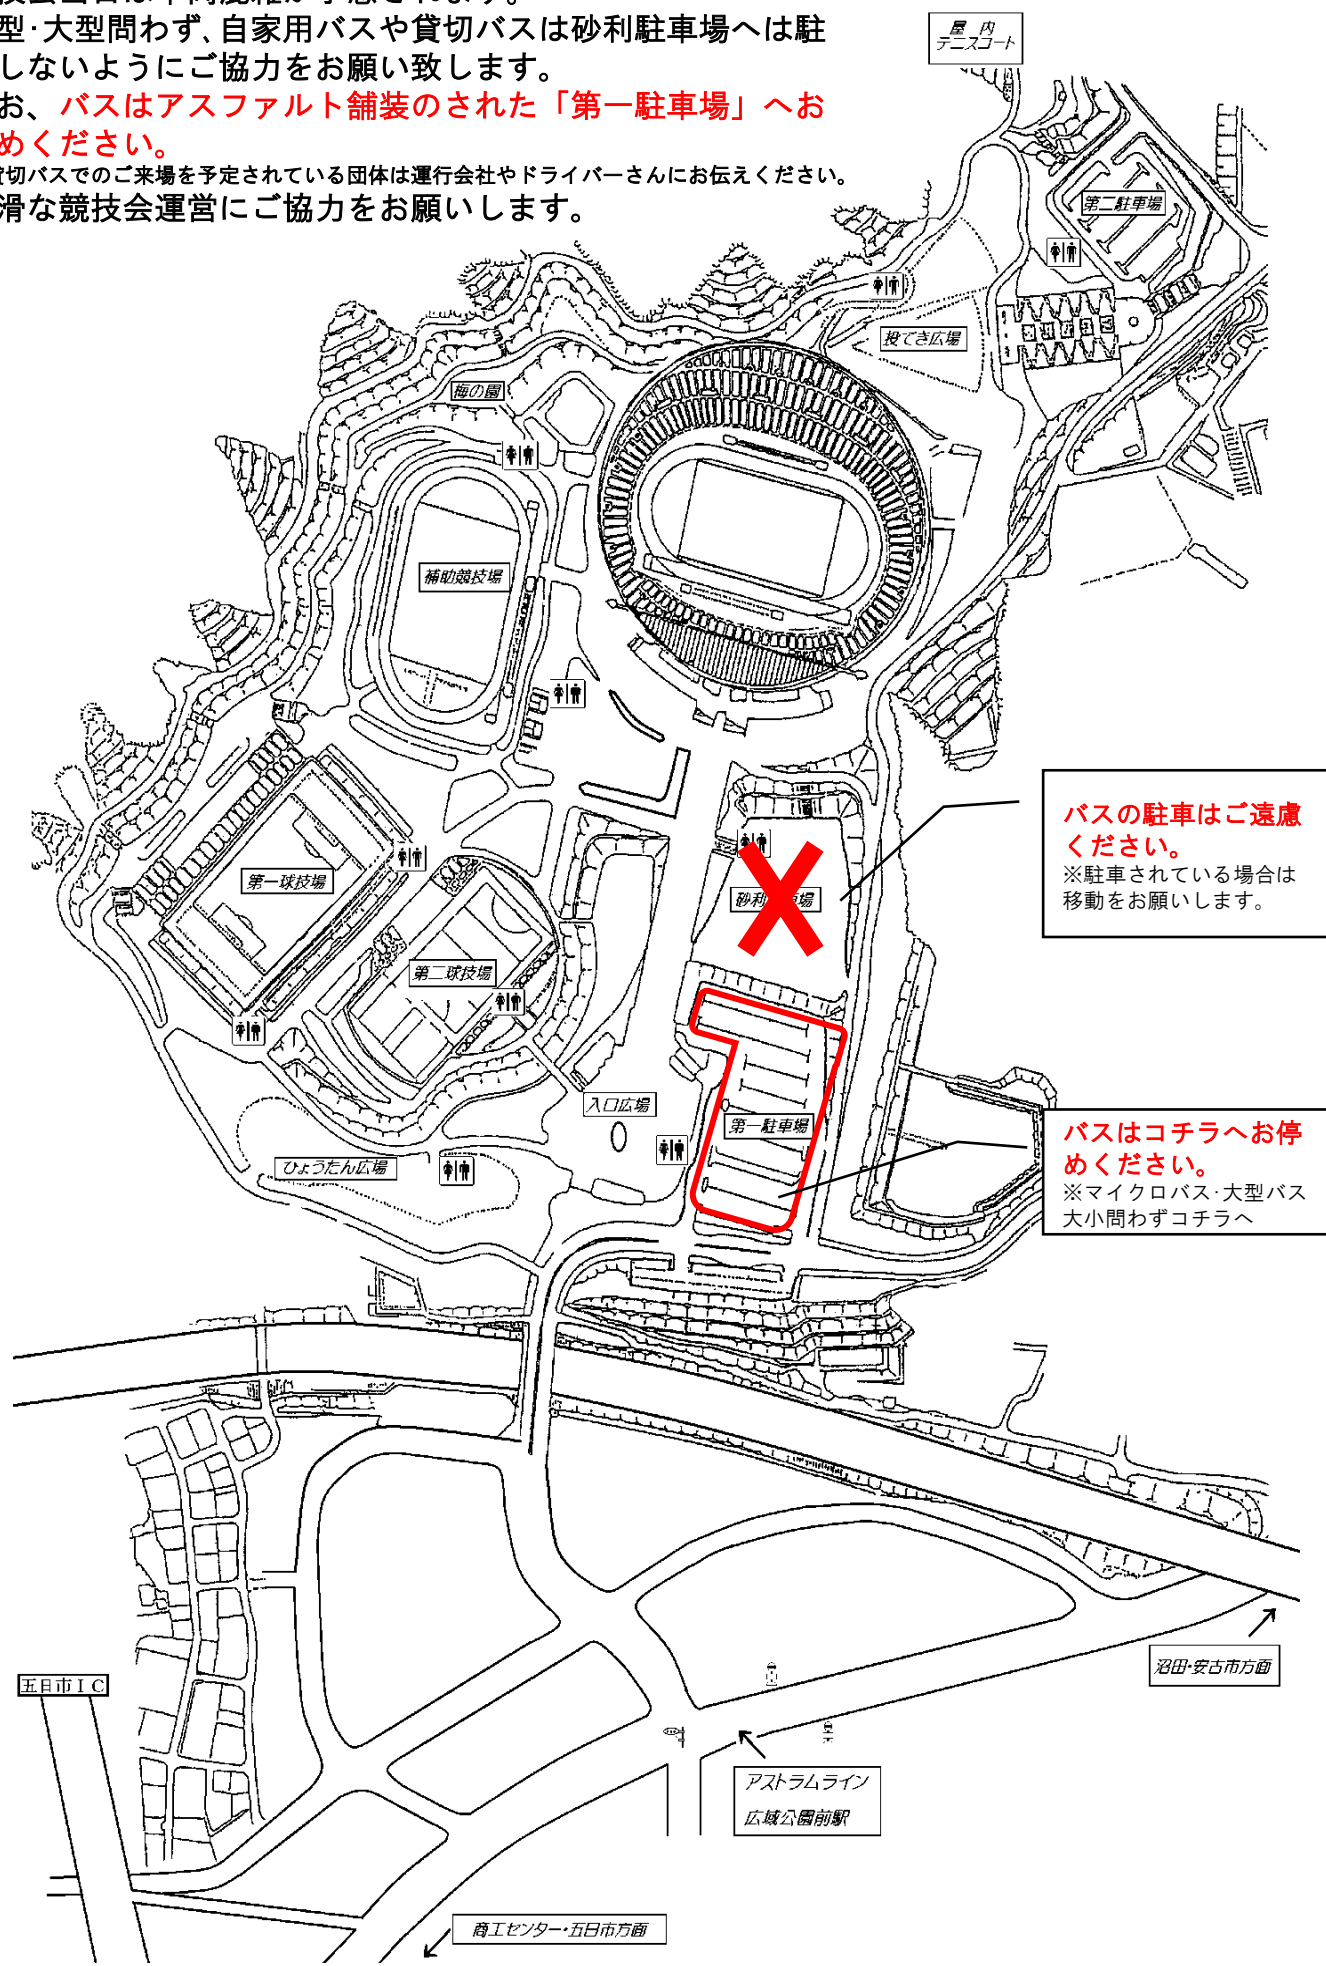 型･大型問わず、自家用バスや貸切バスは砂利駐車場へは駐
しないようにご協力をお願い致します。
お、バスはアスファルト舗装のされた「第一駐車場」へお
めください。
貸切バスでのご来場を予定されている団体は運行会社やドライバーさんにお伝えください。
滑な競技会運営にご協力をお願いします。
屋 内
テニスコート
第二駐車場
投てき広場
梅の園
補助競技場
バスの駐車はご遠慮
ください。
※駐車されている場合は
移動をお願いします。
第一球技場
砂利 車場
第二球技場
入口広場
第一駐車場
バスはコチラへお停
めください。
※マイクロバス･大型バス
大小問わずコチラへ
ひょうたん広場
沼田･安古市方面
五日市ＩＣ
アストラムライン
広域公園前駅
商工センター･五日市方面